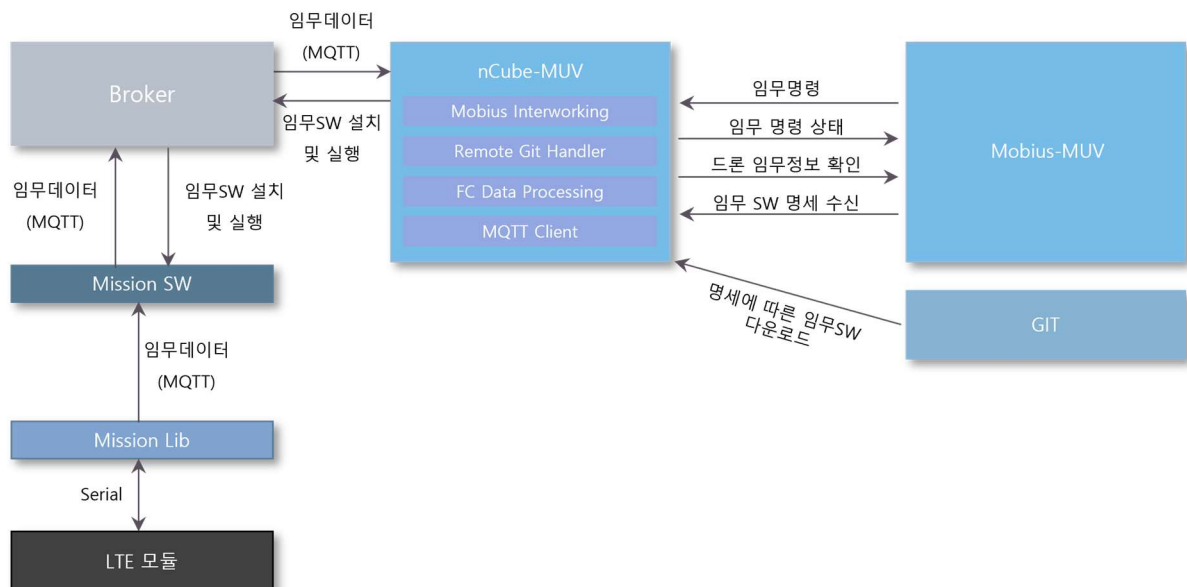 임무데이터
(MQTT)
Broker
임무SW 설치
및 실행
nCube-MUV
Mobius Interworking
Remote Git Handler
FC Data Processing
MQTT Client
임무명령
임무 명령 상태
드론 임무정보 확인
임무 SW 명세 수신
Mobius-MUV
임무데이터
(MQTT)
임무SW 설치
및 실행
Mission SW
명세에 따른 임무SW
다운로드
GIT
임무데이터
(MQTT)
Mission Lib
Serial
LTE 모듈